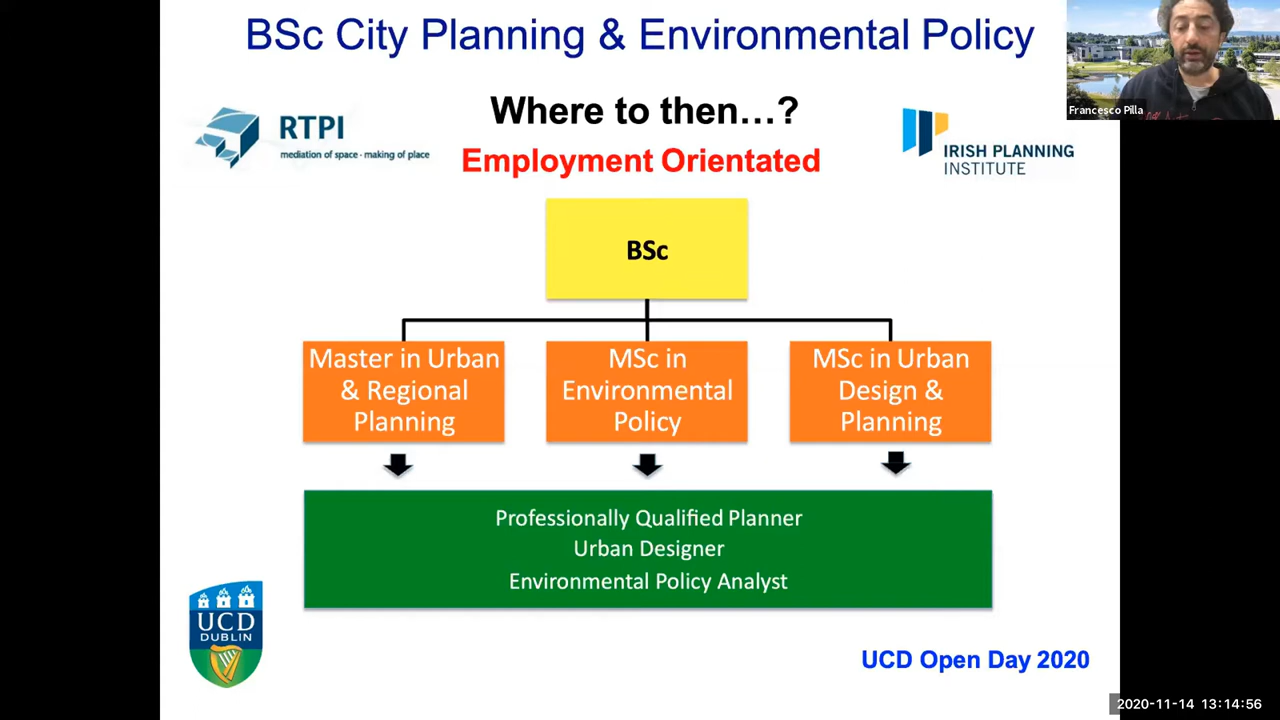 BSc City Planning & Environmental Policy
Francesco Pilla
Where to then...?
RTPI
mediation of space · making of place
Employment Orientated
IRISH PLANNING
INSTITUTE
BSc
Master in Urban
& Regional
Planning
MSc in
Environmental
Policy
MSc in Urban
Design &
Planning
Professionally Qualified Planner
Urban Designer
Environmental Policy Analyst
UCD
DUBLIN
UCD Open Day 2020
2020-11-14 13:14:56